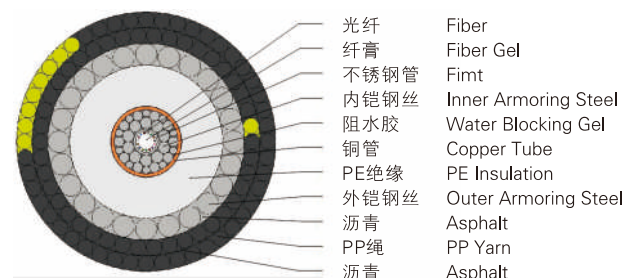 光纤 Fiber
纤膏 Fiber Gel
不锈钢管 Fimt
内铠钢丝 Inner Armoring Steel
阻水胶 Water Blocking Gel
铜管 Copper Tube
PE绝缘 PE Insulation
外铠钢丝 Outer Armoring Steel
沥青 Asphalt
PP绳 PP Yarn
沥青 Asphalt